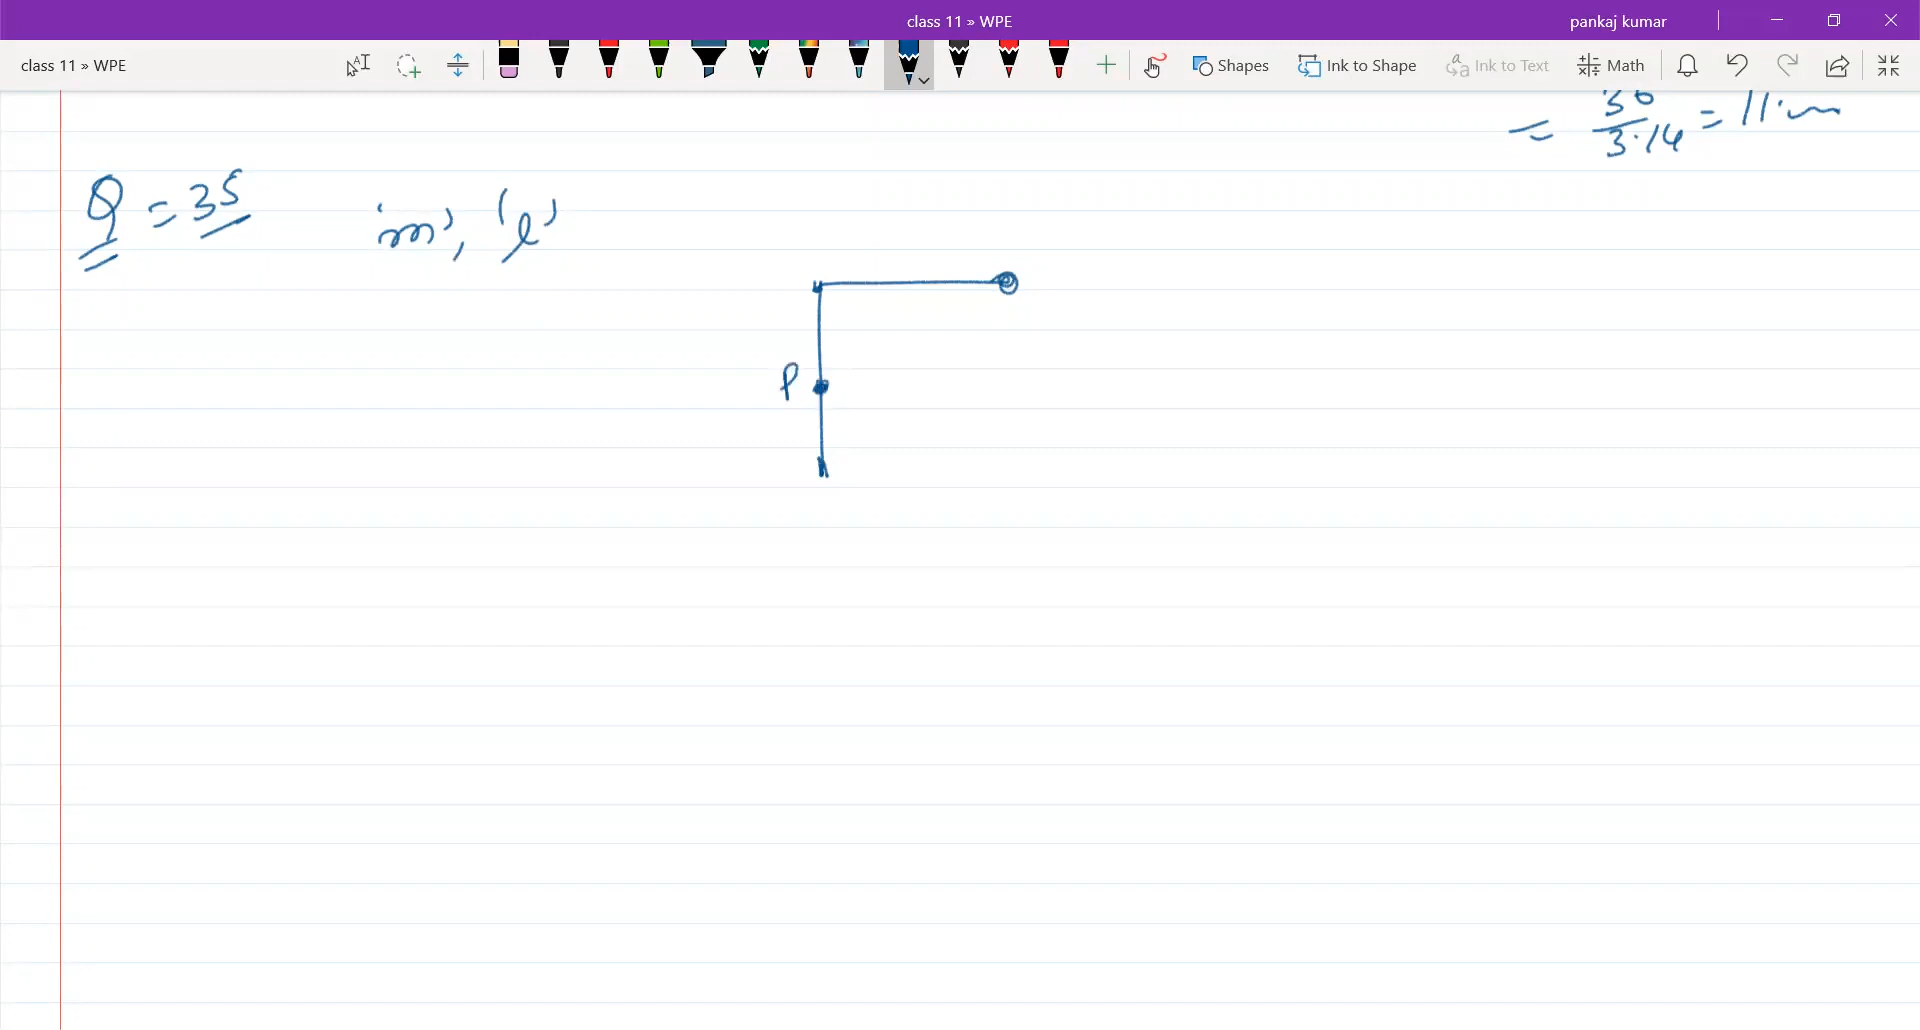 class 11 » WPE
pankaj kumar
class 11 » WPE
Shapes
Ink to Shape
Ink to Text
Math
= 30/3.14 = 11.
Q = 35 'm', 'l'
P